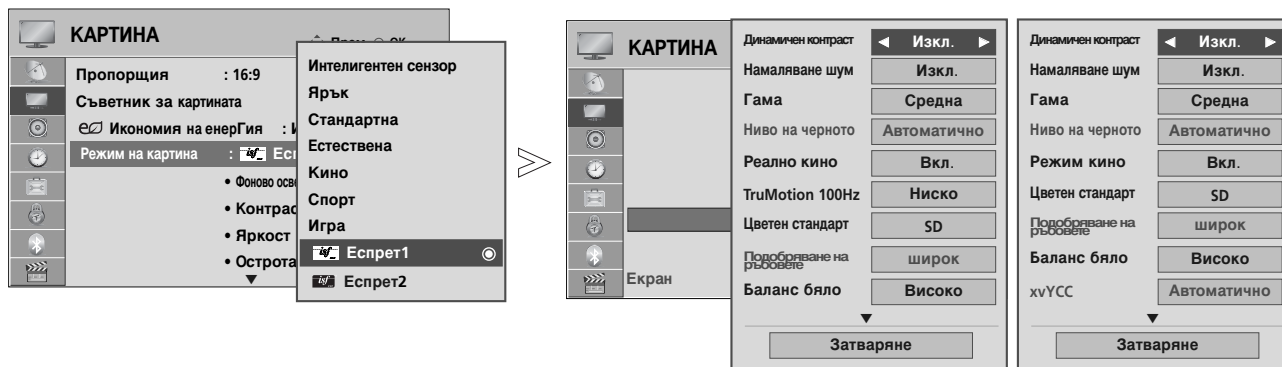 КАРТИНА
Прем. OK
Пропорщия : 16:9
Съветник за картината
Икономия на енерГия : И
Режим на картина : Есп
• Фоново осве
• Контрас
• Яркост
• Острота
▼
Интелигентен сензор
Ярък
Стандартна
Естествена
Кино
Спорт
Игра
Еспрет1
Еспрет2
КАРТИНА
Екран
Динамичен контраст ◀ Изкл. ▶
Намаляване шум Изкл.
Гама Средна
Ниво на черното Автоматично
Реално кино Вкл.
TruMotion 100Hz Ниско
Цветен стандарт SD
Подобряване на ръбовете широк
Баланс бяло Високо
▼
Затваряне
Динамичен контраст ◀ Изкл. ▶
Намаляване шум Изкл.
Гама Средна
Ниво на черното Автоматично
Режим кино Вкл.
Цветен стандарт SD
Подобряване на ръбовете широк
Баланс бяло Високо
xvYCC Автоматично
▼
Затваряне